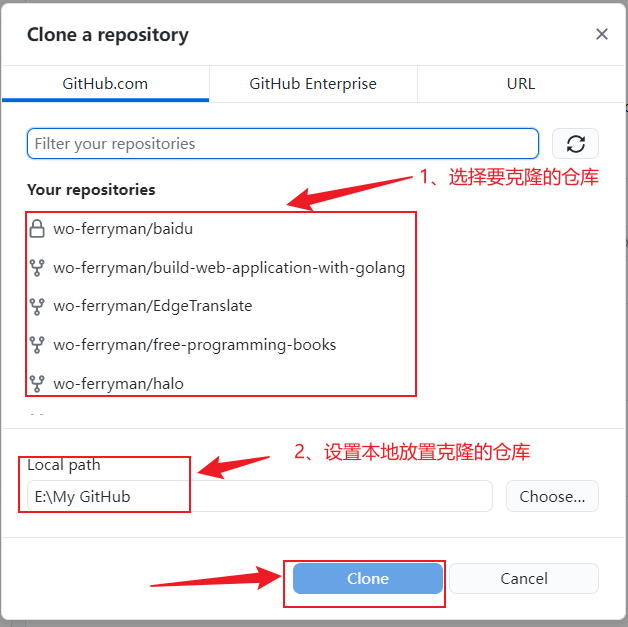 Clone a repository
GitHub.com
GitHub Enterprise
URL
Filter your repositories
1、选择要克隆的仓库
Your repositories
wo-ferryman/baidu
wo-ferryman/build-web-application-with-golang
wo-ferryman/EdgeTranslate
wo-ferryman/free-programming-books
wo-ferryman/halo
2、设置本地放置克隆的仓库
Local path
E:\My GitHub
Choose...
Clone
Cancel